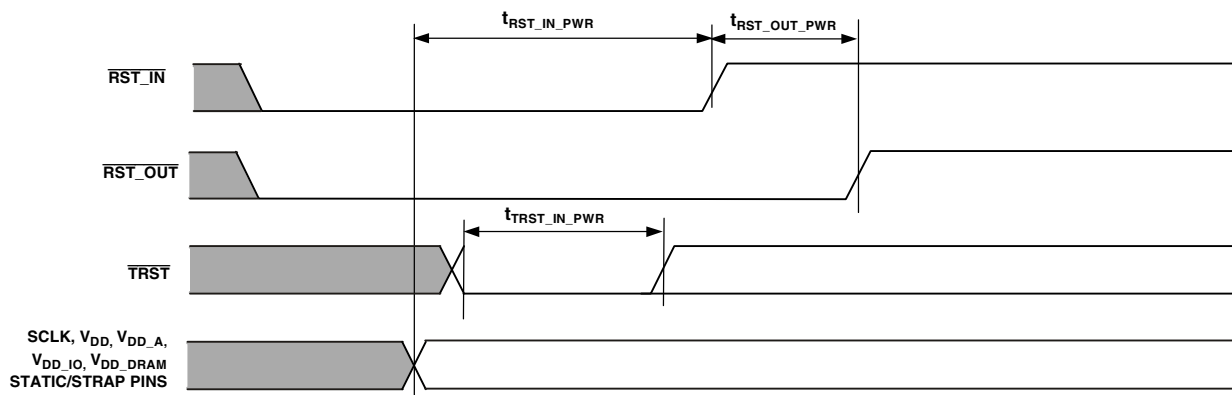 tRST_IN_PWR
tRST_OUT_PWR
RST_IN
RST_OUT
tTRST_IN_PWR
TRST
SCLK, VDD, VDD_A,
VDD_IO, VDD_DRAM
STATIC/STRAP PINS